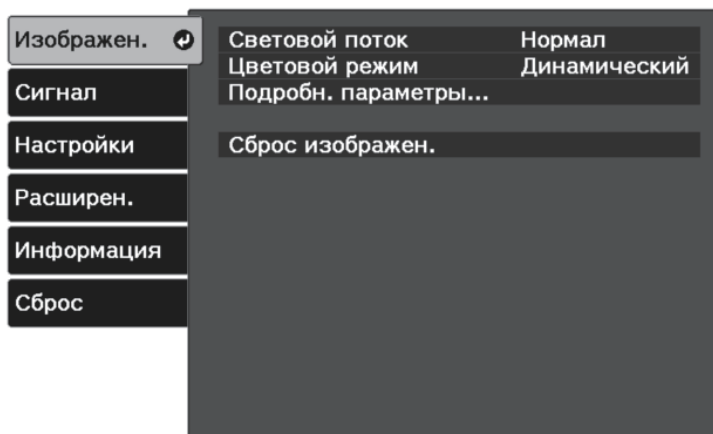 Изображен.
Сигнал
Настройки
Расширен.
Информация
Сброс
Световой поток Нормал
Цветовой режим Динамический
Подробн. параметры...
Сброс изображен.